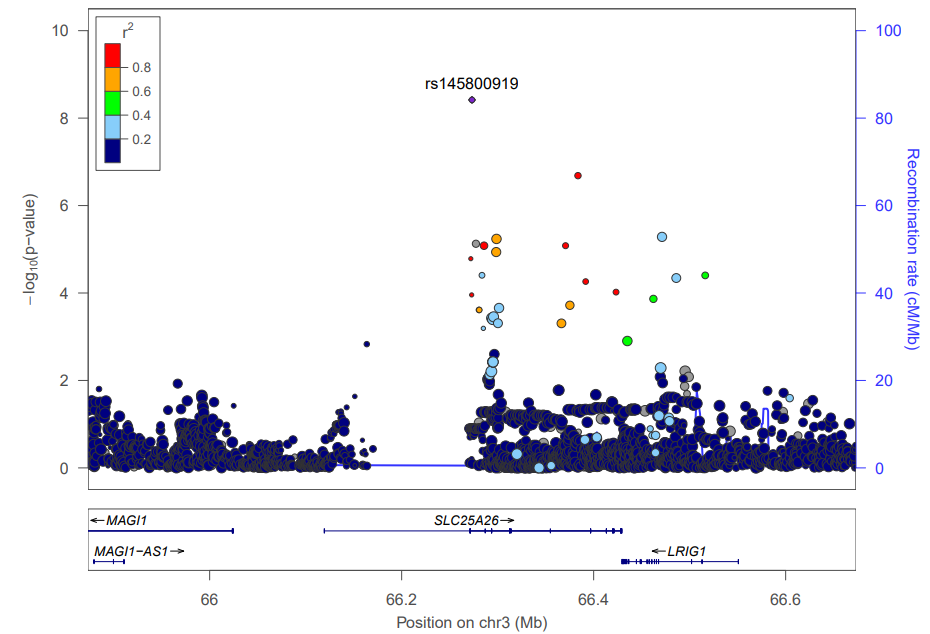 r2
0.8
0.6
0.4
0.2
rs145800919
10
8
6
4
2
0
−log10(p−value)
100
80
60
40
20
0
Recombination rate (cM/Mb)
←MAGI1
SLC25A26→
MAGI1−AS1→
←LRIG1
66 66.2 66.4 66.6
Position on chr3 (Mb)